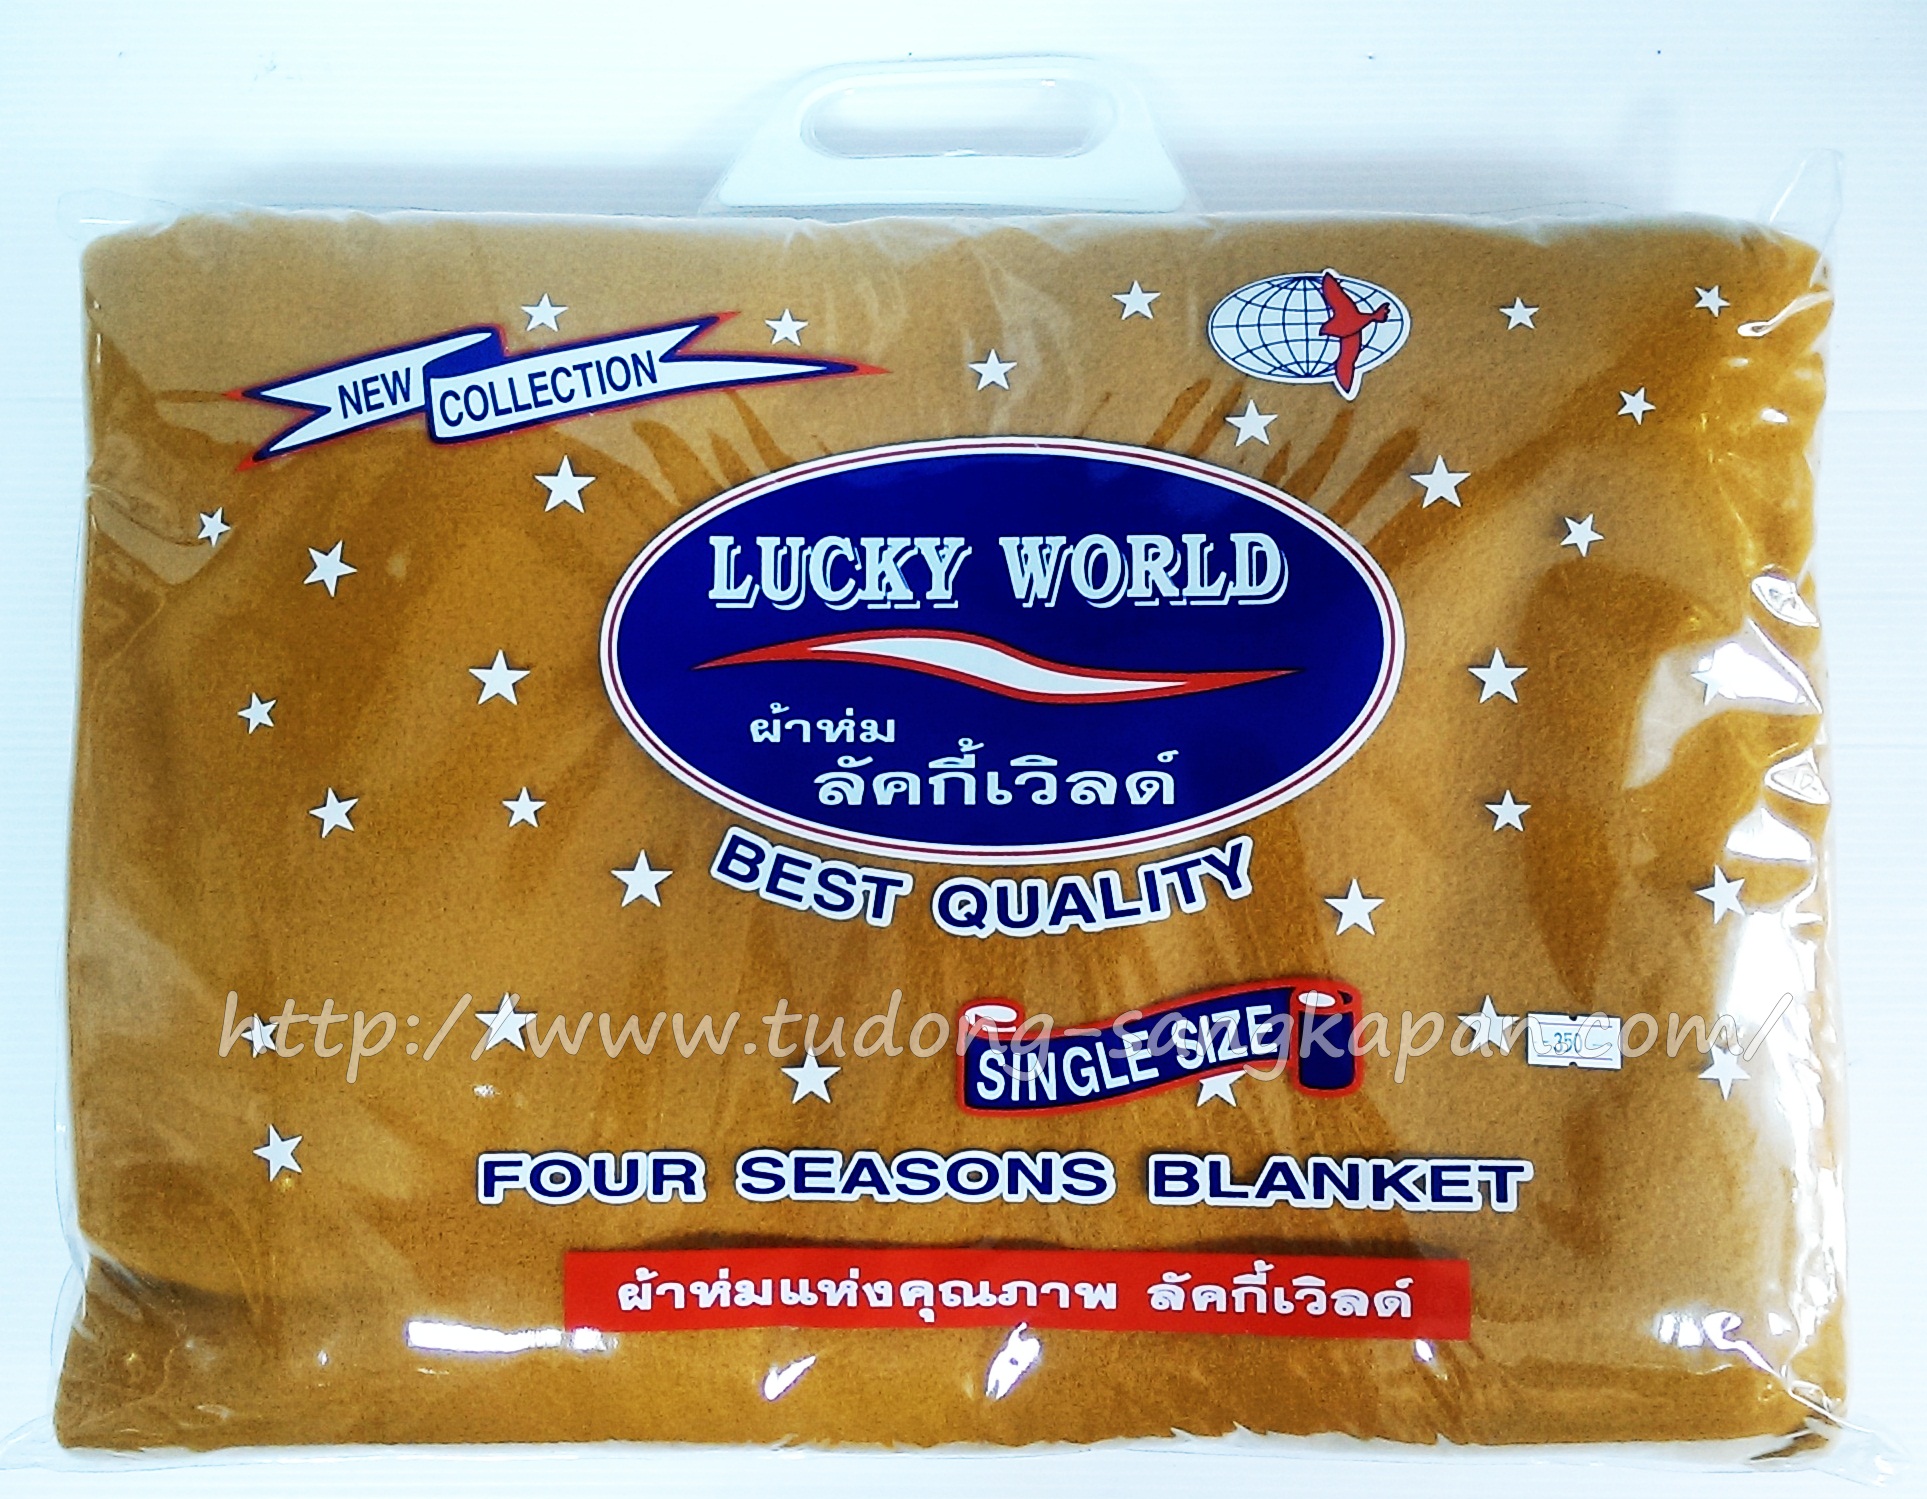 NEW COLLECTION
LUCKY WORLD
ผ้าห่ม
ลัคกี้เวิลด์
BEST QUALITY
http://www.tudong-sangkapan.com/
SINGLE SIZE
-350
FOUR SEASONS BLANKET
ผ้าห่มแห่งคุณภาพ ลัคกี้เวิลด์